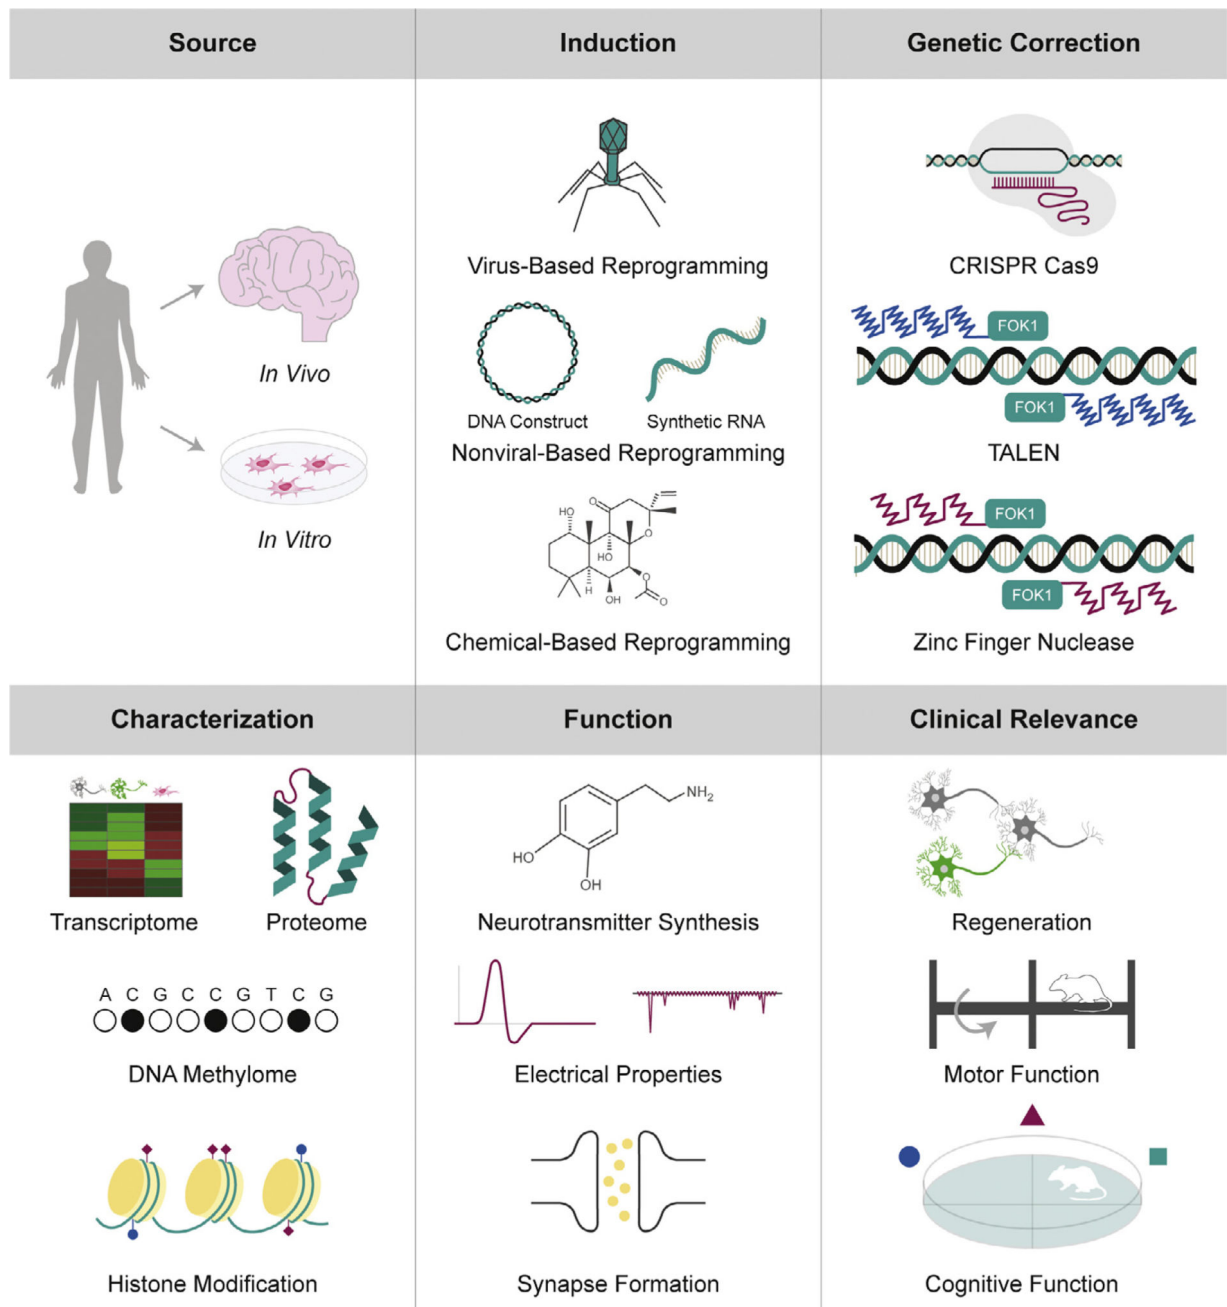 Source
Induction
Genetic Correction
In Vivo
In Vitro
Virus-Based Reprogramming
DNA Construct
Synthetic RNA
Nonviral-Based Reprogramming
HO
O
O
HO
H
OH
O
O
Chemical-Based Reprogramming
CRISPR Cas9
FOK1
FOK1
TALEN
FOK1
FOK1
Zinc Finger Nuclease
Characterization
Function
Clinical Relevance
Transcriptome
Proteome
A C G C C G T C G
DNA Methylome
Histone Modification
NH₂
HO
OH
Neurotransmitter Synthesis
Electrical Properties
Synapse Formation
Regeneration
Motor Function
Cognitive Function